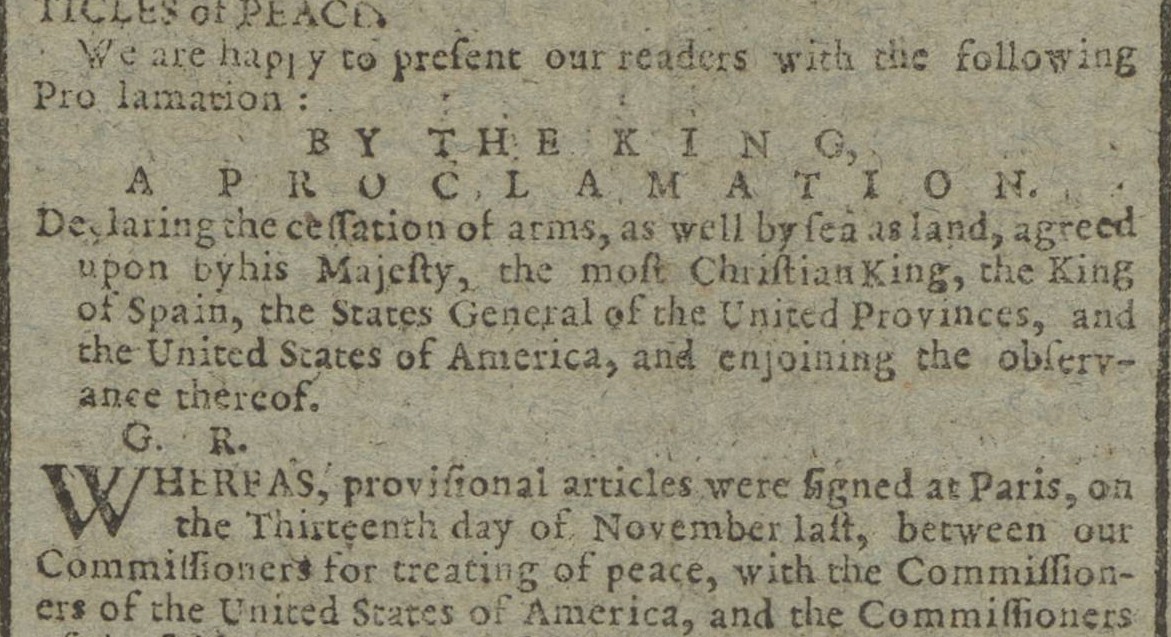 TICLES of PEACE.
We are happy to preſent our readers with the following
Pro lamation :
BY THE KING,
A PROCLAMATION.
Declaring the ceſſation of arms, as well by ſea as land, agreed
upon by his Majeſty, the moſt Chriſtian King, the King
of Spain, the States General of the United Provinces, and
the United States of America, and enjoining the obſerv-
ance thereof.
G. R.
WHEREAS, proviſional articles were ſigned at Paris, on
the Thirteenth day of November laſt, between our
Commiſſioners for treating of peace, with the Commiſſion-
ers of the United States of America, and the Commiſſioners